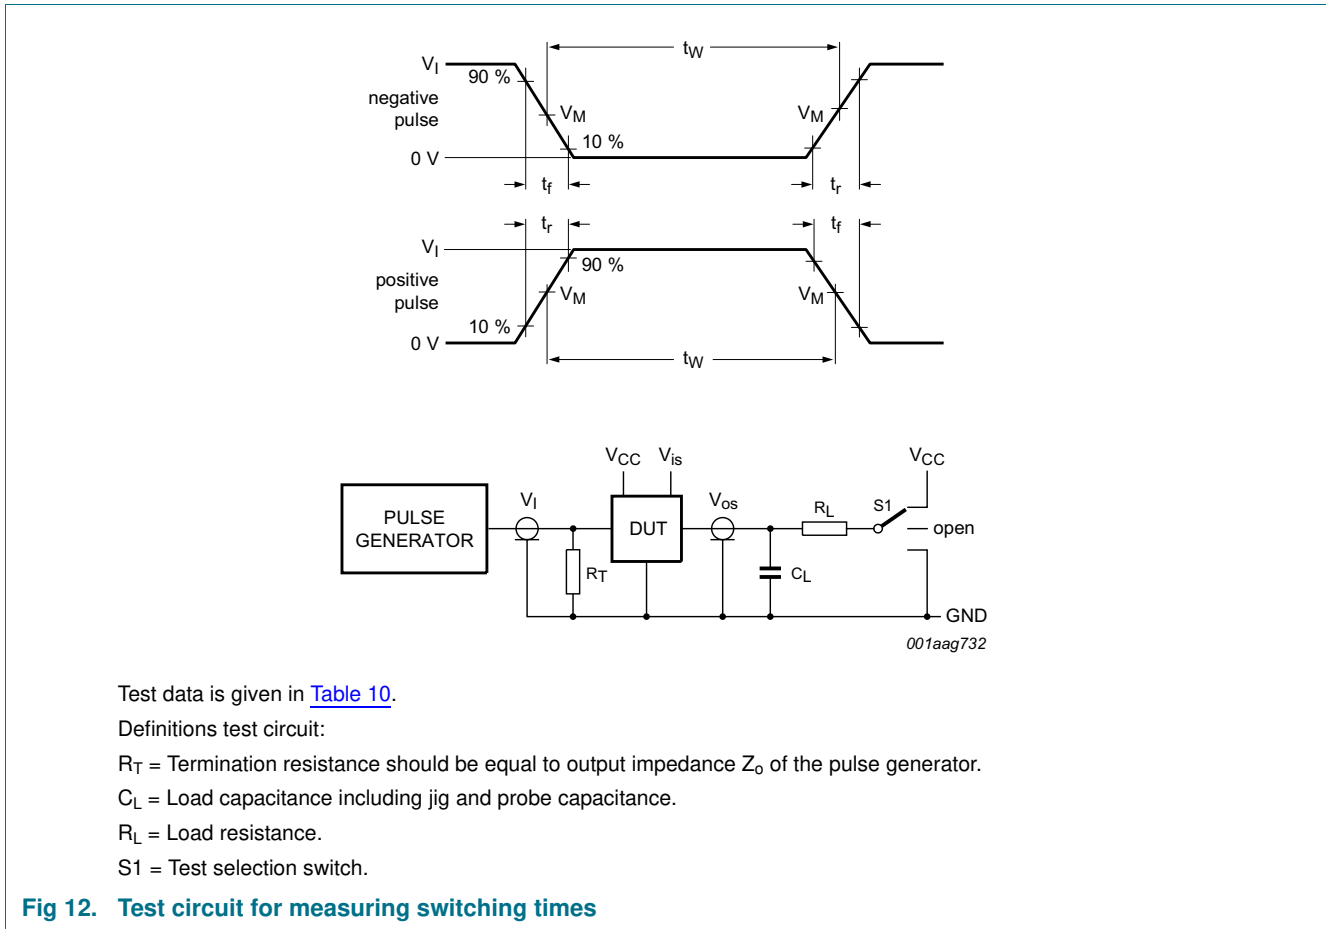 tW
VI
90 %
negative
pulse
VM
VM
10 %
0 V
tf
tr
tr
tf
VI
90 %
positive
pulse
VM
VM
10 %
0 V
tW
VCC Vis VCC
PULSE
GENERATOR
VI
DUT
Vos
RL
S1
open
RT
CL
GND
001aag732
Test data is given in Table 10.
Definitions test circuit:
RT = Termination resistance should be equal to output impedance Zo of the pulse generator.
CL = Load capacitance including jig and probe capacitance.
RL = Load resistance.
S1 = Test selection switch.
Fig 12. Test circuit for measuring switching times